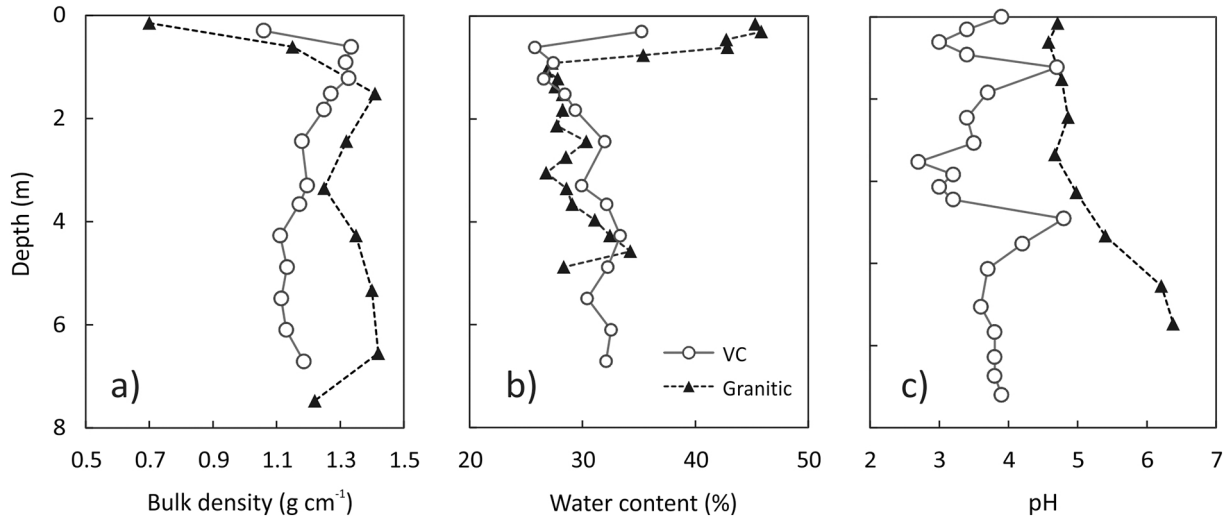 0
2
4
6
8
Depth (m)
a)
0.5 0.7 0.9 1.1 1.3 1.5
Bulk density (g cm⁻¹)
b)
VC
Granitic
20 30 40 50
Water content (%)
c)
2 3 4 5 6 7
pH